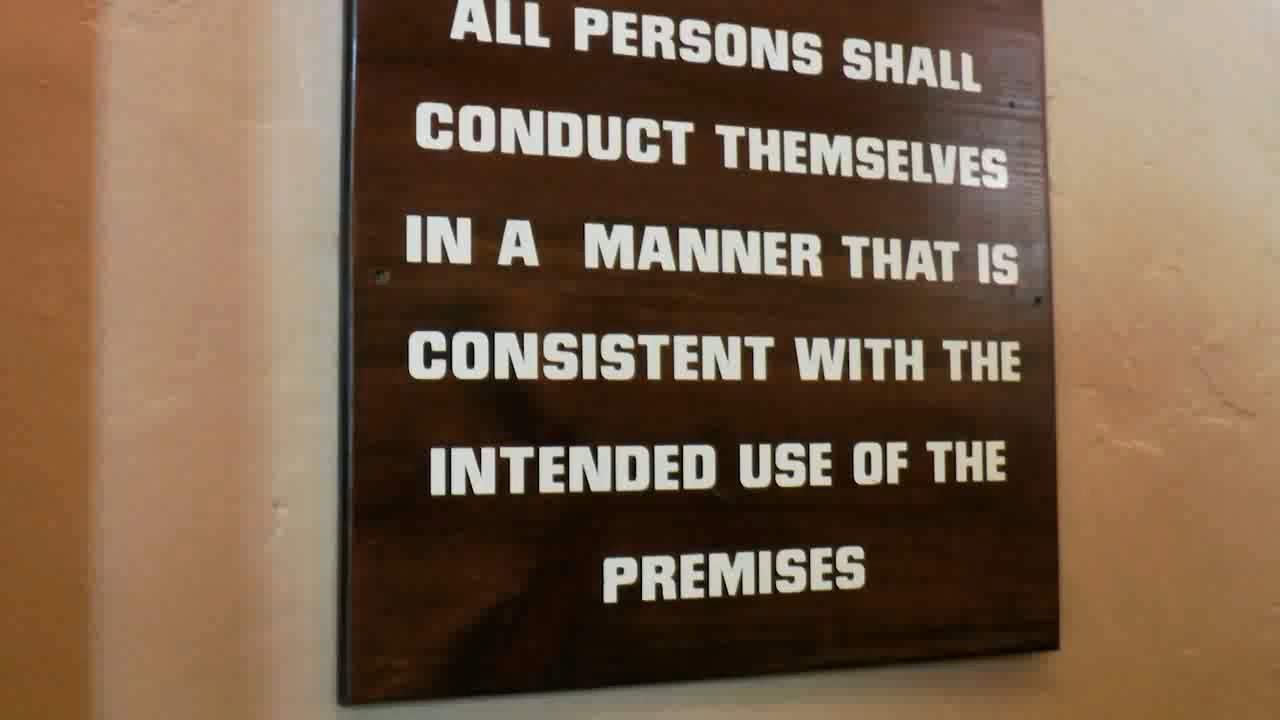 ALL PERSONS SHALL
CONDUCT THEMSELVES
IN A MANNER THAT IS
CONSISTENT WITH THE
INTENDED USE OF THE
PREMISES